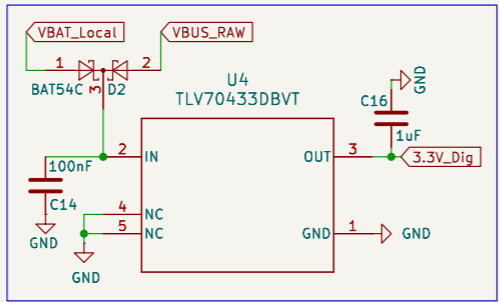 VBAT_Local
VBUS_RAW
1
2
BAT54C
3
D2
U4
TLV70433DBVT
GND
C16
1uF
2
IN
OUT
3
3.3V_Dig
100nF
C14
4
NC
5
NC
GND
1
GND
GND
GND